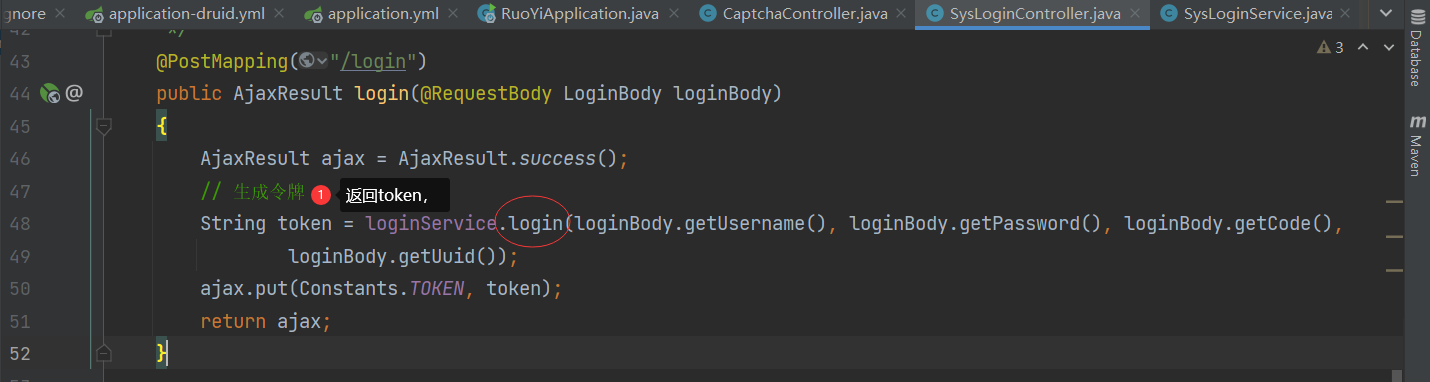 gnore application-druid.yml application.yml RuoYiApplication.java CaptchaController.java SysLoginController.java SysLoginService.java
*/
3
43 @PostMapping("/login")
44 @ public AjaxResult login(@RequestBody LoginBody loginBody)
45 {
46 AjaxResult ajax = AjaxResult.success();
47 // 生成令牌 1 返回token，
48 String token = loginService.login(loginBody.getUsername(), loginBody.getPassword(), loginBody.getCode(),
49 loginBody.getUuid());
50 ajax.put(Constants.TOKEN, token);
51 return ajax;
52 }
Database
m Maven